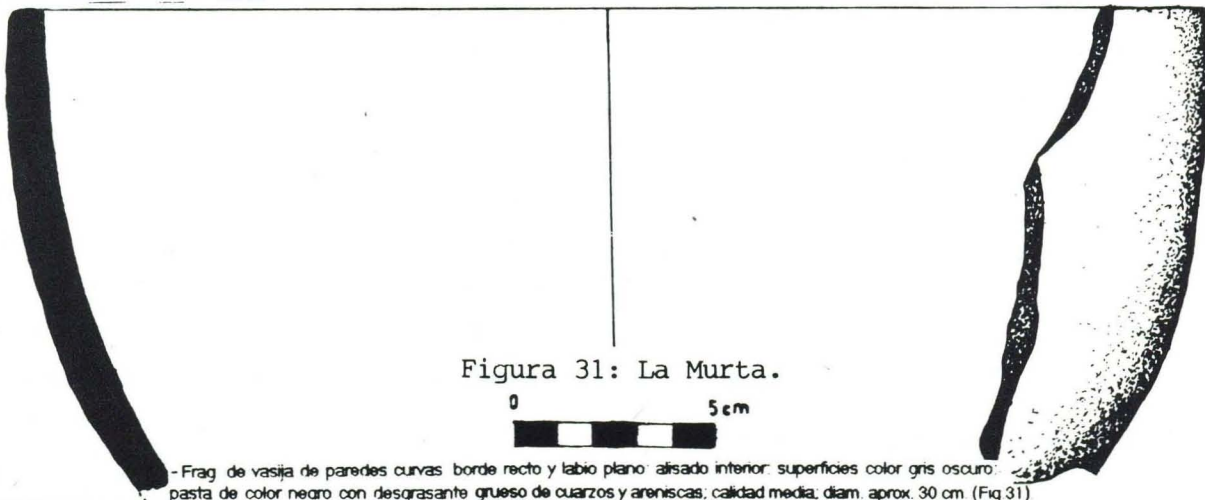 Figura 31: La Murta.
0 5cm
- Frag. de vasija de paredes curvas borde recto y labio plano: alisado interior: superficies color gris oscuro;
pasta de color negro con desgrasante grueso de cuarzos y areniscas; calidad media; diam. aprox. 30 cm. (Fig.31)